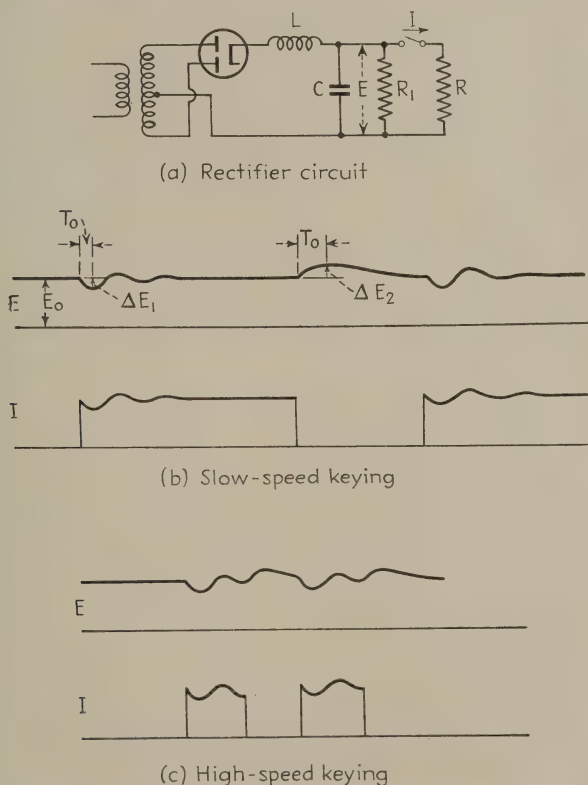 L
I
C
E
R₁
R
(a) Rectifier circuit
T₀
T₀
E
E₀
ΔE₁
ΔE₂
I
(b) Slow-speed keying
E
I
(c) High-speed keying